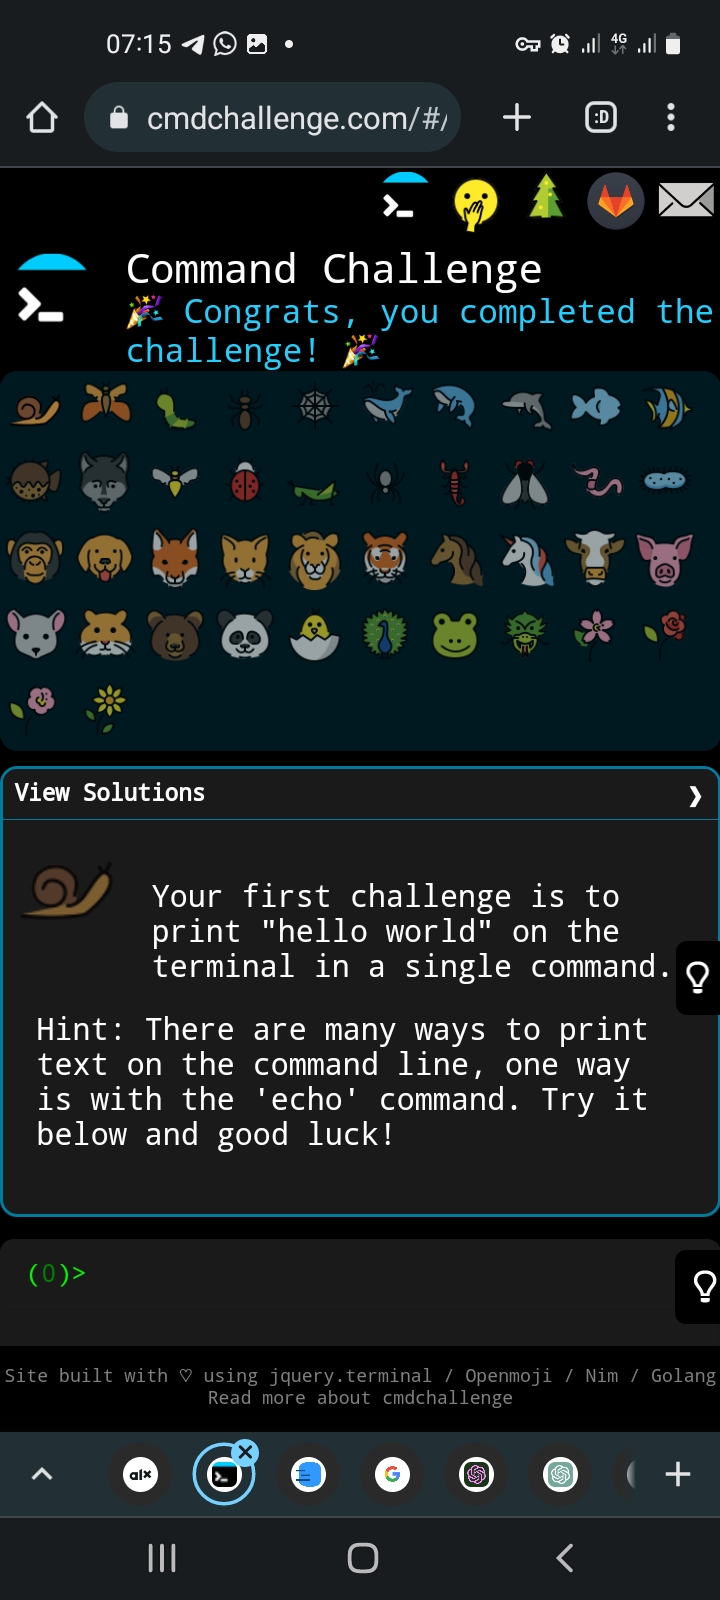 07:15
4G
cmdchallenge.com/#/
:D
Command Challenge
🎉 Congrats, you completed the
challenge! 🎉
View Solutions ❯
Your first challenge is to
print "hello world" on the
terminal in a single command.
Hint: There are many ways to print
text on the command line, one way
is with the 'echo' command. Try it
below and good luck!
(0)>
Site built with ♡ using jquery.terminal / Openmoji / Nim / Golang
Read more about cmdchallenge
alx